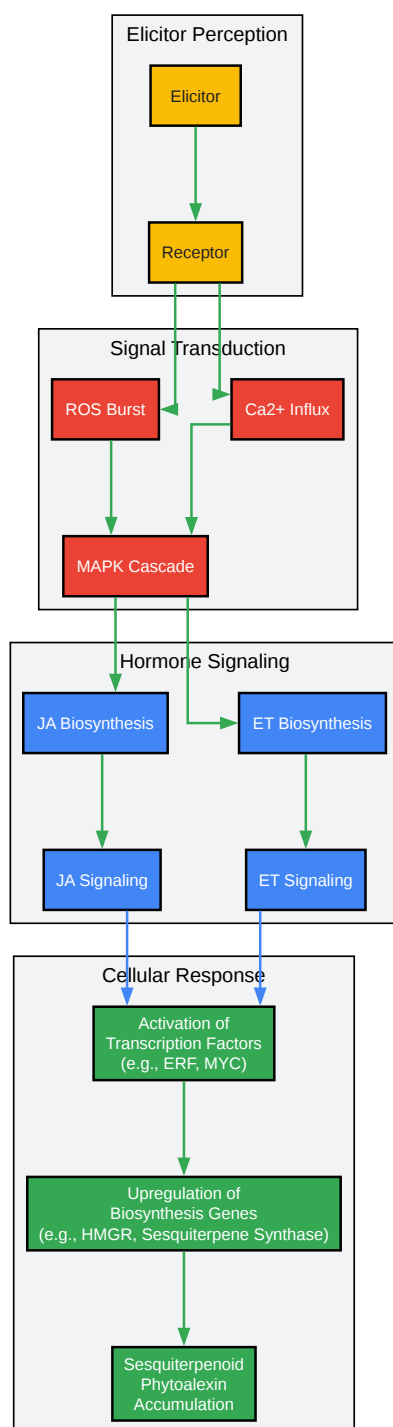 Elicitor Perception
Elicitor
Receptor
Signal Transduction
ROS Burst
Ca2+ Influx
MAPK Cascade
Hormone Signaling
JA Biosynthesis
ET Biosynthesis
JA Signaling
ET Signaling
Cellular Response
Activation of
Transcription Factors
(e.g., ERF, MYC)
Upregulation of
Biosynthesis Genes
(e.g., HMGR, Sesquiterpene Synthase)
Sesquiterpenoid
Phytoalexin
Accumulation